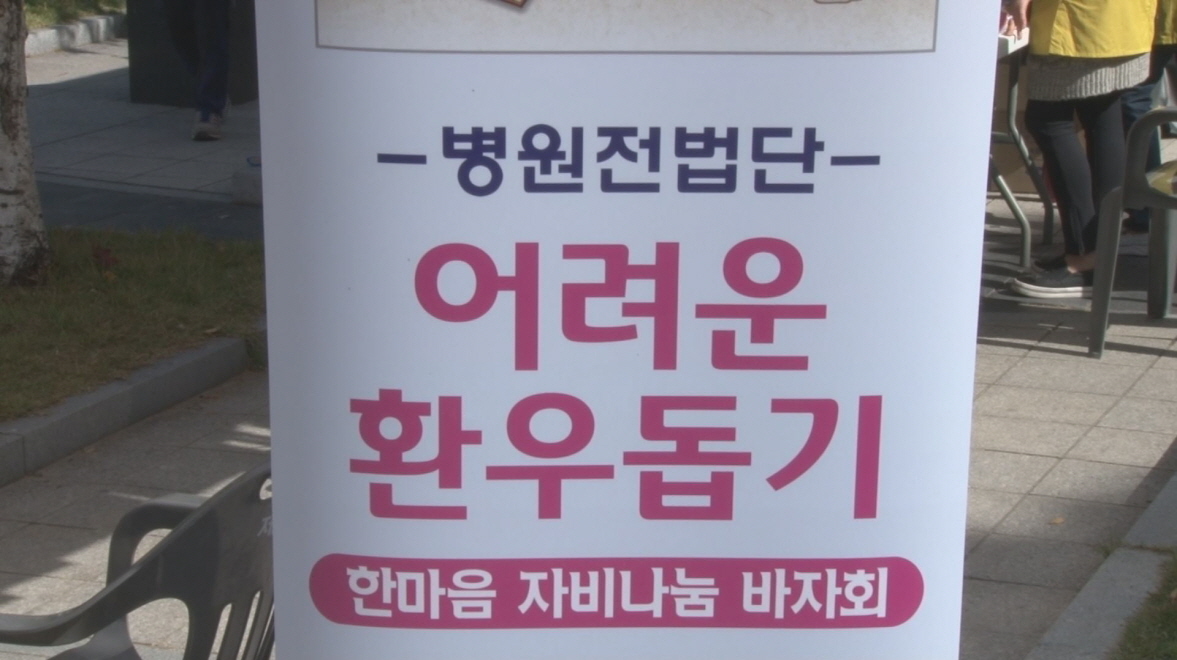 -병원전법단-
어려운
환우돕기
한마음 자비나눔 바자회